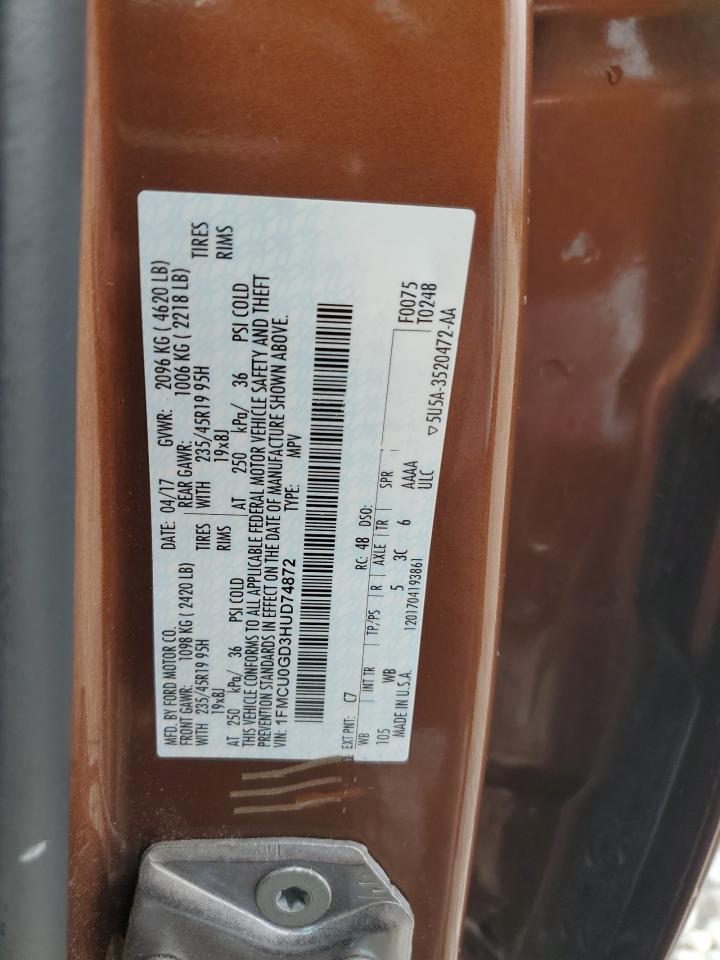 MFD. BY FORD MOTOR CO. DATE: 04/17 GVWR: 2096 KG ( 4620 LB)
FRONT GAWR: 1098 KG ( 2420 LB) REAR GAWR: 1006 KG ( 2218 LB)
WITH 235/45R19 95H TIRES WITH 235/45R19 95H TIRES
19x8J RIMS 19x8J RIMS
AT 250 kPa/ 36 PSI COLD AT 250 kPa/ 36 PSI COLD
THIS VEHICLE CONFORMS TO ALL APPLICABLE FEDERAL MOTOR VEHICLE SAFETY AND THEFT
PREVENTION STANDARDS IN EFFECT ON THE DATE OF MANUFACTURE SHOWN ABOVE.
VIN: 1FMCU0GD3HUD74872 TYPE: MPV
EXT PNT: C7 RC: 48 DSO: F0075
WB INT TR TP/PS R AXLE TR SPR T0248
105 WB 5 3C 6 AAAA
ULC
MADE IN U.S.A. 1201704193861 ▽5U5A-3520472-AA